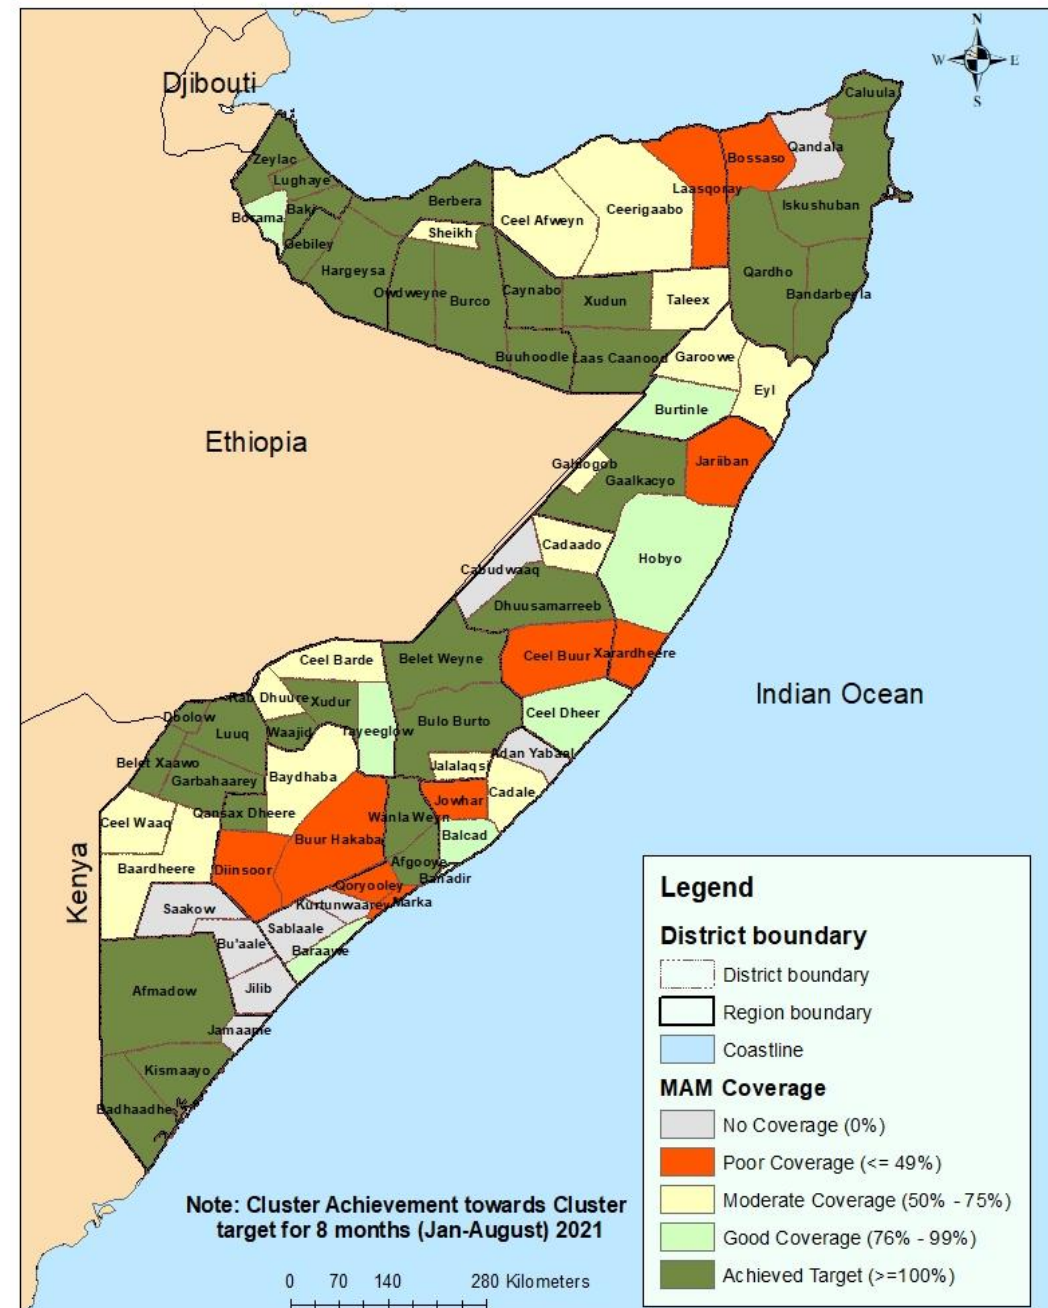 N
W E
S
Djibouti
Caluula
Qandala
Bossaso
Zeylac
Lughaye
Laasqoray
Iskushuban
Borama
Baki
Berbera
Ceel Afweyn
Ceerigaabo
Sheikh
Gebiley
Hargeysa
Qardho
Owdweyne
Burco
Caynabo
Xudun
Taleex
Bandarbeyla
Buuhoodle
Laas Caanood
Garoowe
Eyl
Burtinle
Ethiopia
Galdogob
Gaalkacyo
Jariiban
Cadaado
Hobyo
Cabudwaaq
Dhuusamarreeb
Ceel Barde
Belet Weyne
Ceel Buur
Xarardheere
Indian Ocean
Rab Dhuure
Xudur
Doolow
Luuq
Waajid
Tayeeglow
Bulo Burto
Ceel Dheer
Adan Yabaal
Belet Xaawo
Garbahaarey
Baydhaba
Jalalaqsi
Cadale
Ceel Waaq
Qansax Dheere
Wanla Weyn
Jowhar
Buur Hakaba
Balcad
Kenya
Baardheere
Diinsoor
Afgooye
Banadir
Qoryooley
Marka
Saakow
Kurtunwaarey
Sablaale
Bu'aale
Baraawe
Afmadow
Jilib
Jamaame
Kismaayo
Badhaadhe
Legend
District boundary
District boundary
Region boundary
Coastline
MAM Coverage
No Coverage (0%)
Poor Coverage (<= 49%)
Moderate Coverage (50% - 75%)
Good Coverage (76% - 99%)
Achieved Target (>=100%)
Note: Cluster Achievement towards Cluster
target for 8 months (Jan-August) 2021
0 70 140 280 Kilometers